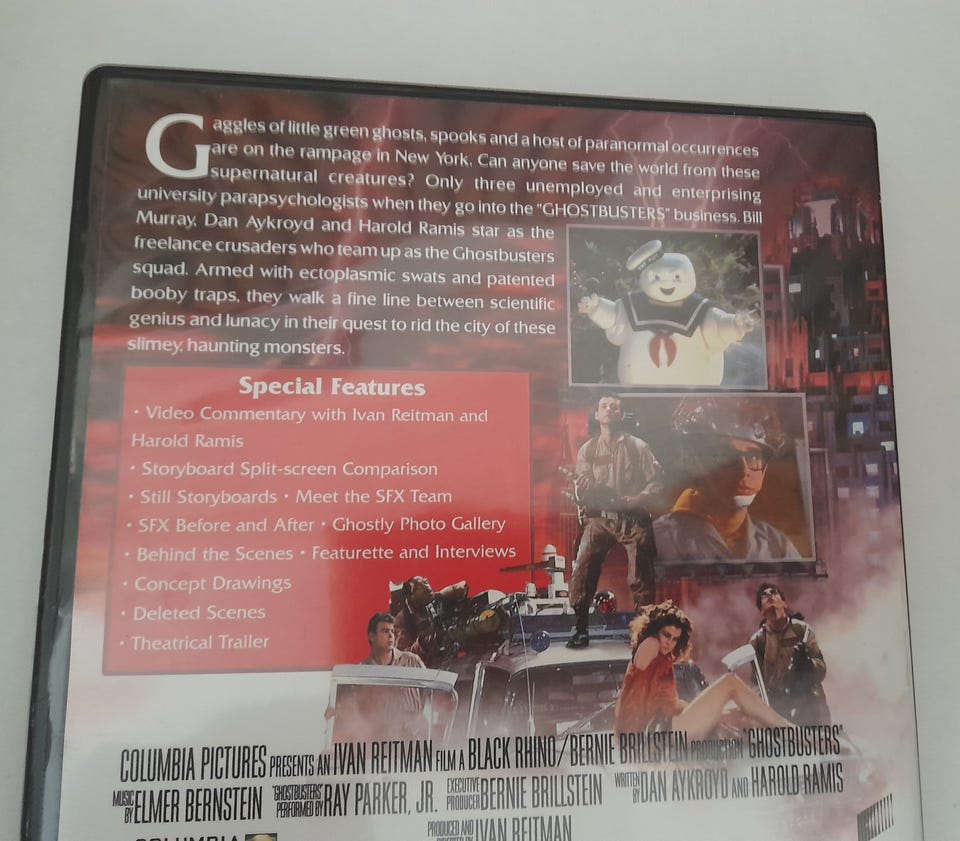 Gaggles of little green ghosts, spooks and a host of paranormal occurrences
are on the rampage in New York. Can anyone save the world from these
supernatural creatures? Only three unemployed and enterprising
university parapsychologists when they go into the "GHOSTBUSTERS" business. Bill
Murray, Dan Aykroyd and Harold Ramis star as the
freelance crusaders who team up as the Ghostbusters
squad. Armed with ectoplasmic swats and patented
booby traps, they walk a fine line between scientific
genius and lunacy in their quest to rid the city of these
slimey, haunting monsters.
Special Features
• Video Commentary with Ivan Reitman and
Harold Ramis
• Storyboard Split-screen Comparison
• Still Storyboards • Meet the SFX Team
• SFX Before and After • Ghostly Photo Gallery
• Behind the Scenes • Featurette and Interviews
• Concept Drawings
• Deleted Scenes
• Theatrical Trailer
COLUMBIA PICTURES PRESENTS AN IVAN REITMAN FILM A BLACK RHINO/BERNIE BRILLSTEIN PRODUCTION "GHOSTBUSTERS"
MUSIC BY ELMER BERNSTEIN "GHOSTBUSTERS" PERFORMED BY RAY PARKER, JR. EXECUTIVE PRODUCER BERNIE BRILLSTEIN WRITTEN BY DAN AYKROYD AND HAROLD RAMIS
PRODUCED AND DIRECTED BY IVAN REITMAN
COLUMBIA